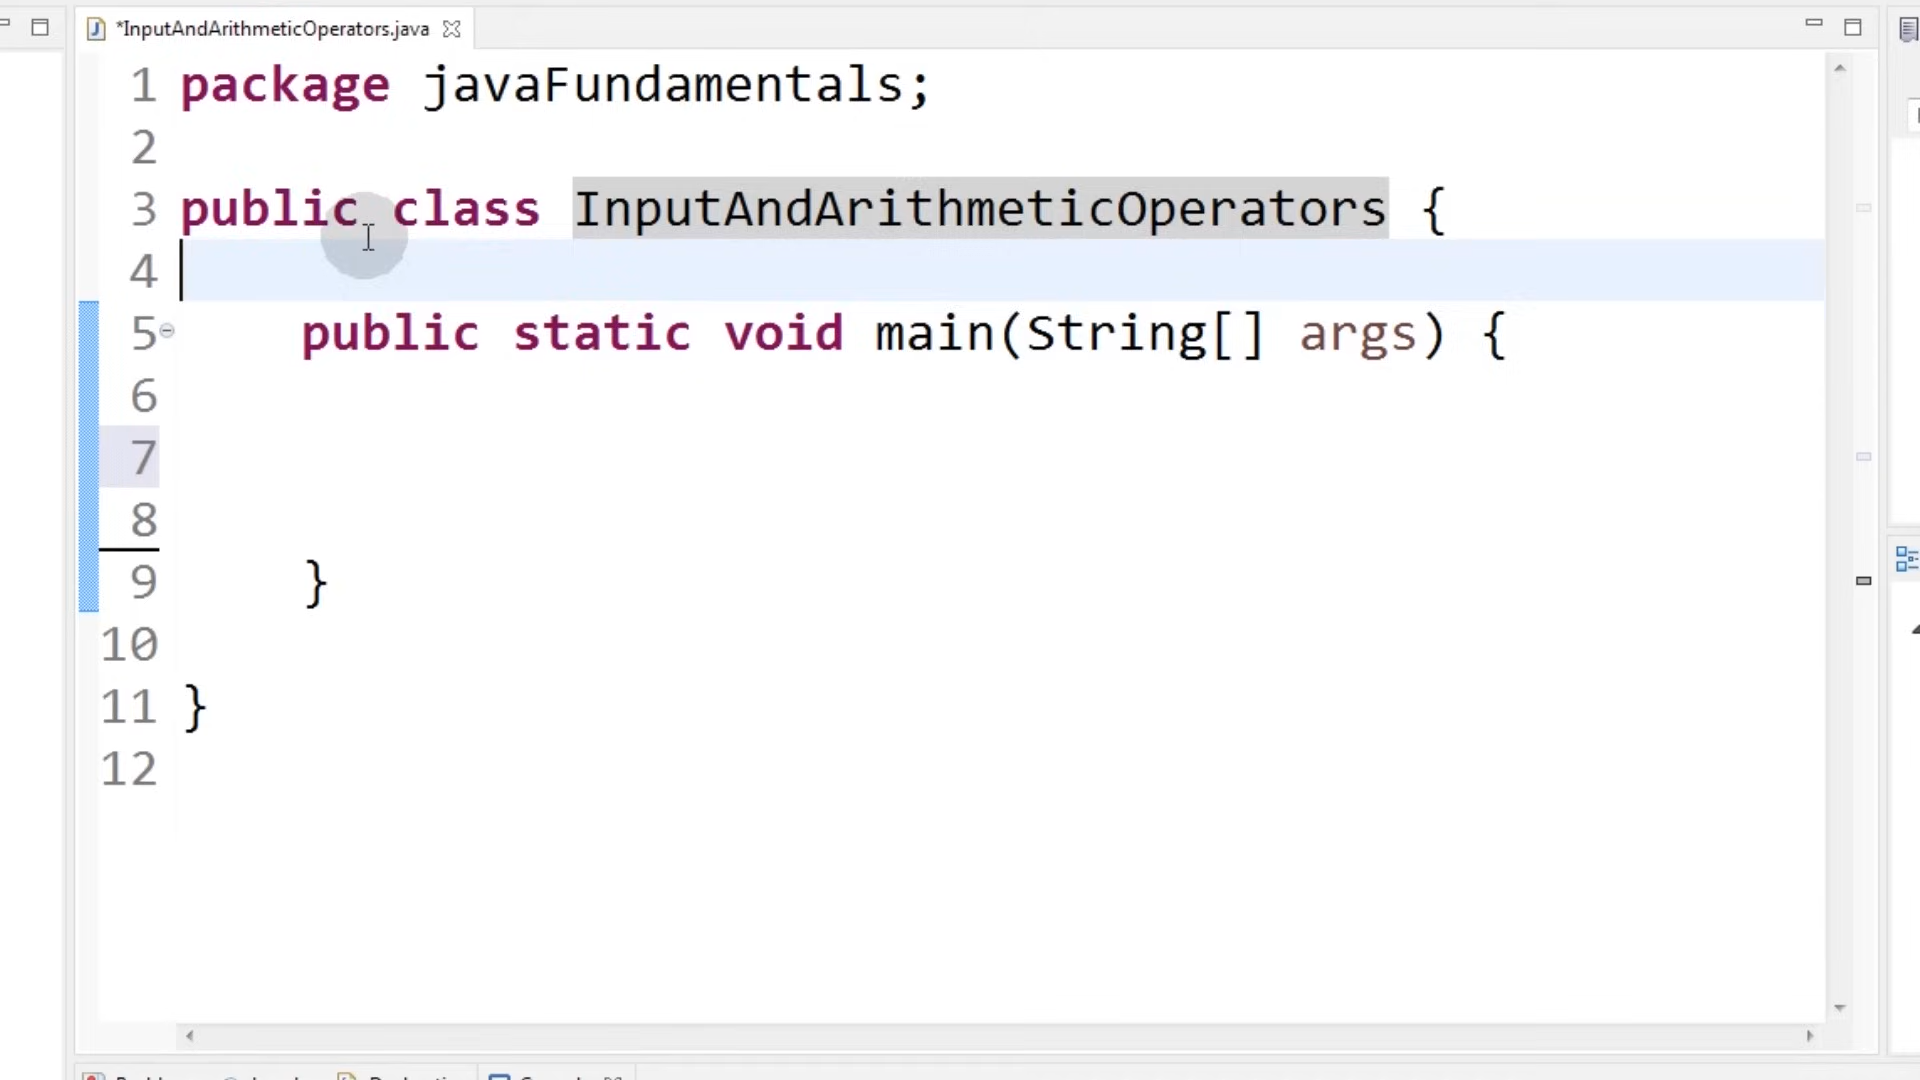 *InputAndArithmeticOperators.java
1 package javaFundamentals;
2
3 public class InputAndArithmeticOperators {
4
5 public static void main(String[] args) {
6
7
8
9 }
10
11 }
12